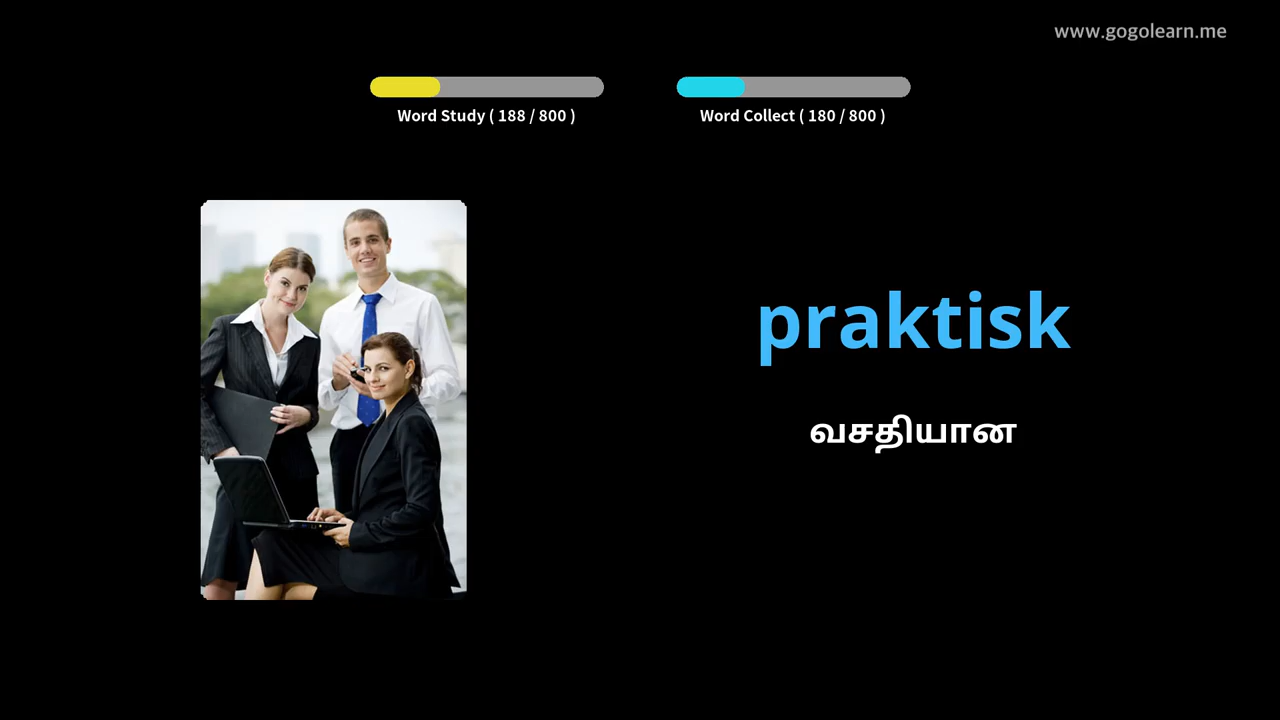 www.gogolearn.me
Word Study ( 188 / 800 )
Word Collect ( 180 / 800 )
praktisk
வசதியான